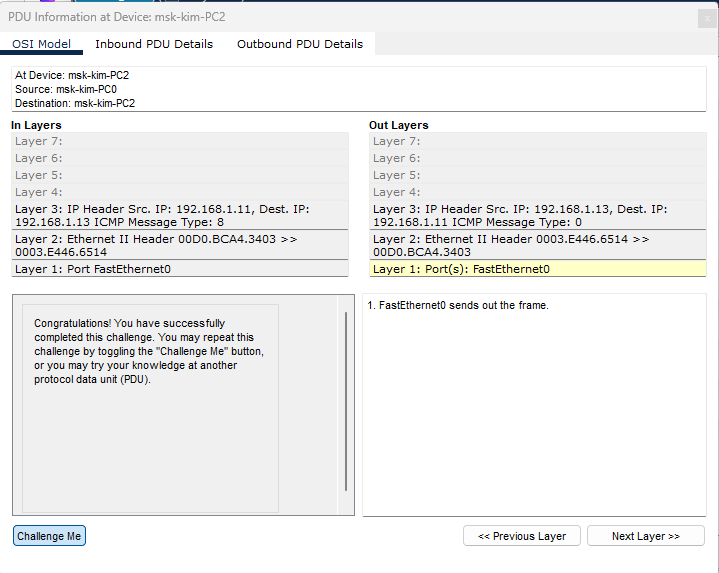 PDU Information at Device: msk-kim-PC2
x
OSI Model
Inbound PDU Details
Outbound PDU Details
At Device: msk-kim-PC2
Source: msk-kim-PC0
Destination: msk-kim-PC2
In Layers
Layer 7:
Layer 6:
Layer 5:
Layer 4:
Layer 3: IP Header Src. IP: 192.168.1.11, Dest. IP:
192.168.1.13 ICMP Message Type: 8
Layer 2: Ethernet II Header 00D0.BCA4.3403 >>
0003.E446.6514
Layer 1: Port FastEthernet0
Out Layers
Layer 7:
Layer 6:
Layer 5:
Layer 4:
Layer 3: IP Header Src. IP: 192.168.1.13, Dest. IP:
192.168.1.11 ICMP Message Type: 0
Layer 2: Ethernet II Header 0003.E446.6514 >>
00D0.BCA4.3403
Layer 1: Port(s): FastEthernet0
Congratulations! You have successfully
completed this challenge. You may repeat this
challenge by toggling the "Challenge Me" button,
or you may try your knowledge at another
protocol data unit (PDU).
1. FastEthernet0 sends out the frame.
Challenge Me
<< Previous Layer
Next Layer >>